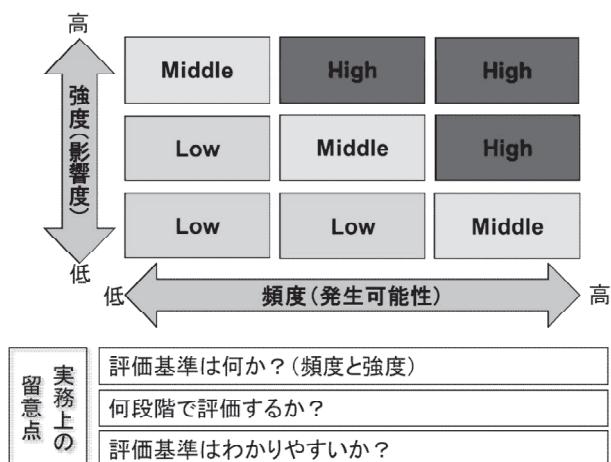 高
Middle High High
強度(影響度)
Low Middle High
Low Low Middle
低
低 頻度(発生可能性) 高
実務上の
留意点
評価基準は何か?(頻度と強度)
何段階で評価するか?
評価基準はわかりやすいか?